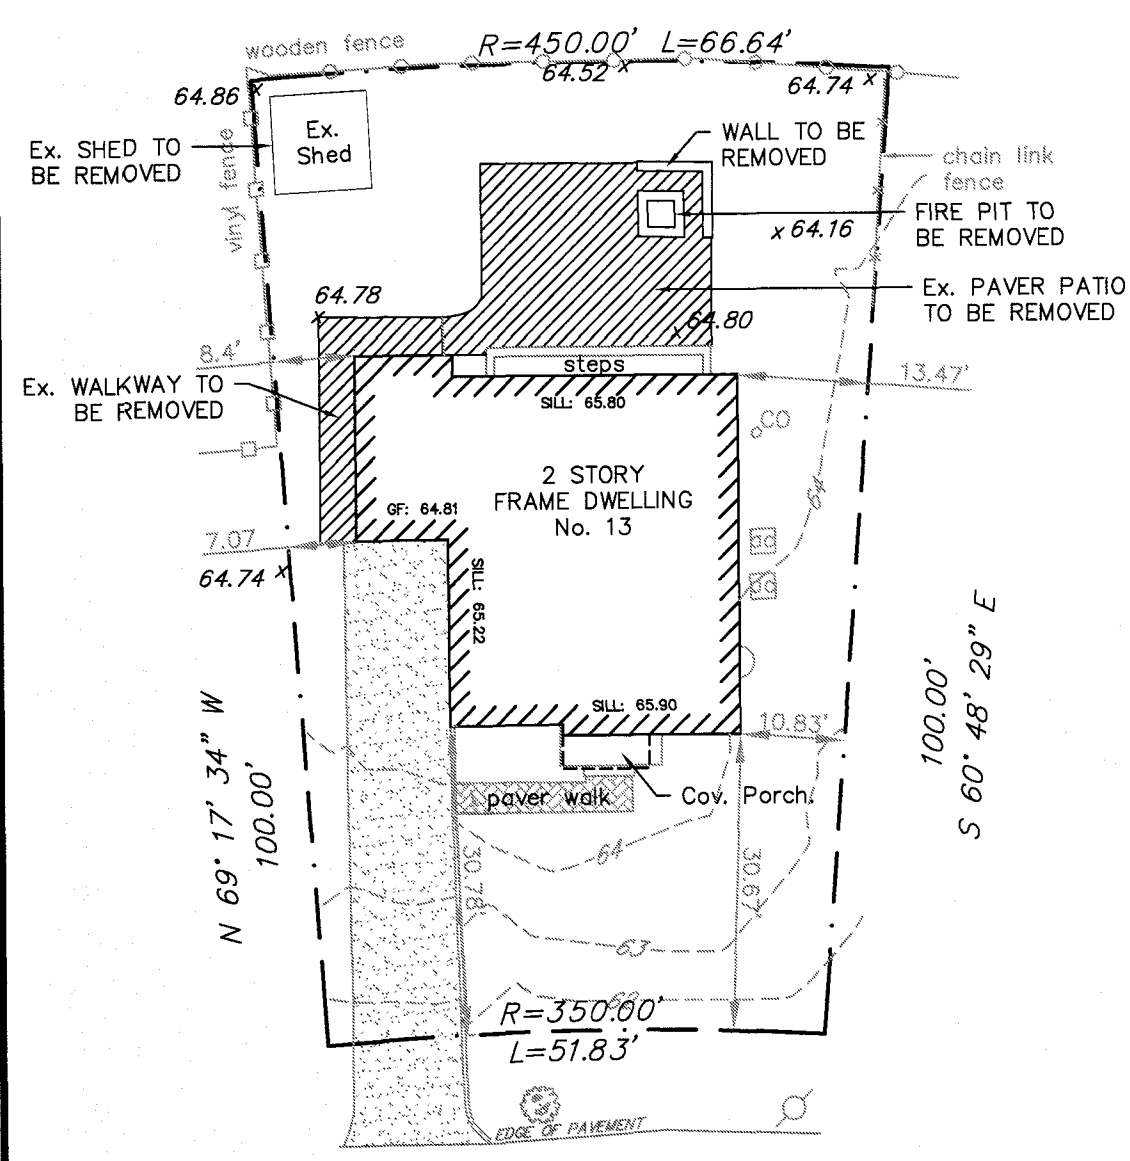 wooden fence
R=450.00' L=66.64'
64.86
64.52
64.74
Ex. SHED TO
BE REMOVED
vinyl fence
Ex.
Shed
WALL TO BE
REMOVED
chain link
fence
64.16
FIRE PIT TO
BE REMOVED
64.78
Ex. PAVER PATIO
TO BE REMOVED
64.80
8.4'
steps
13.47'
Ex. WALKWAY TO
BE REMOVED
SILL: 65.80
CO
2 STORY
FRAME DWELLING
No. 13
GF: 64.81
64
7.07
64.74
SILL: 65.22
SILL: 65.90
10.83'
N 69° 17' 34" W
100.00'
100.00'
S 60° 48' 29" E
paver walk
Cov. Porch.
64
30.78'
30.67'
63
62
R=350.00'
L=51.83'
EDGE OF PAVEMENT